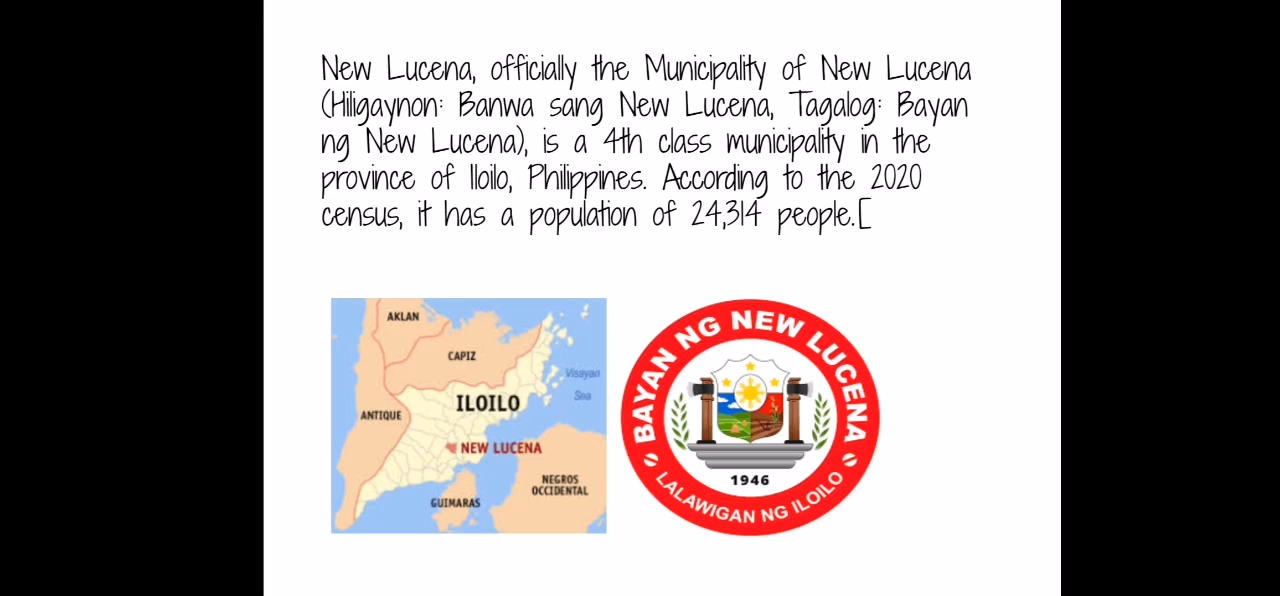 New Lucena, officially the Municipality of New Lucena
(Hiligaynon: Banwa sang New Lucena, Tagalog: Bayan
ng New Lucena), is a 4th class municipality in the
province of Iloilo, Philippines. According to the 2020
census, it has a population of 24,314 people.[
AKLAN
CAPIZ
Visayan
Sea
ILOILO
ANTIQUE
NEW LUCENA
NEGROS
OCCIDENTAL
GUIMARAS
BAYAN NG NEW LUCENA
1946
LALAWIGAN NG ILOILO